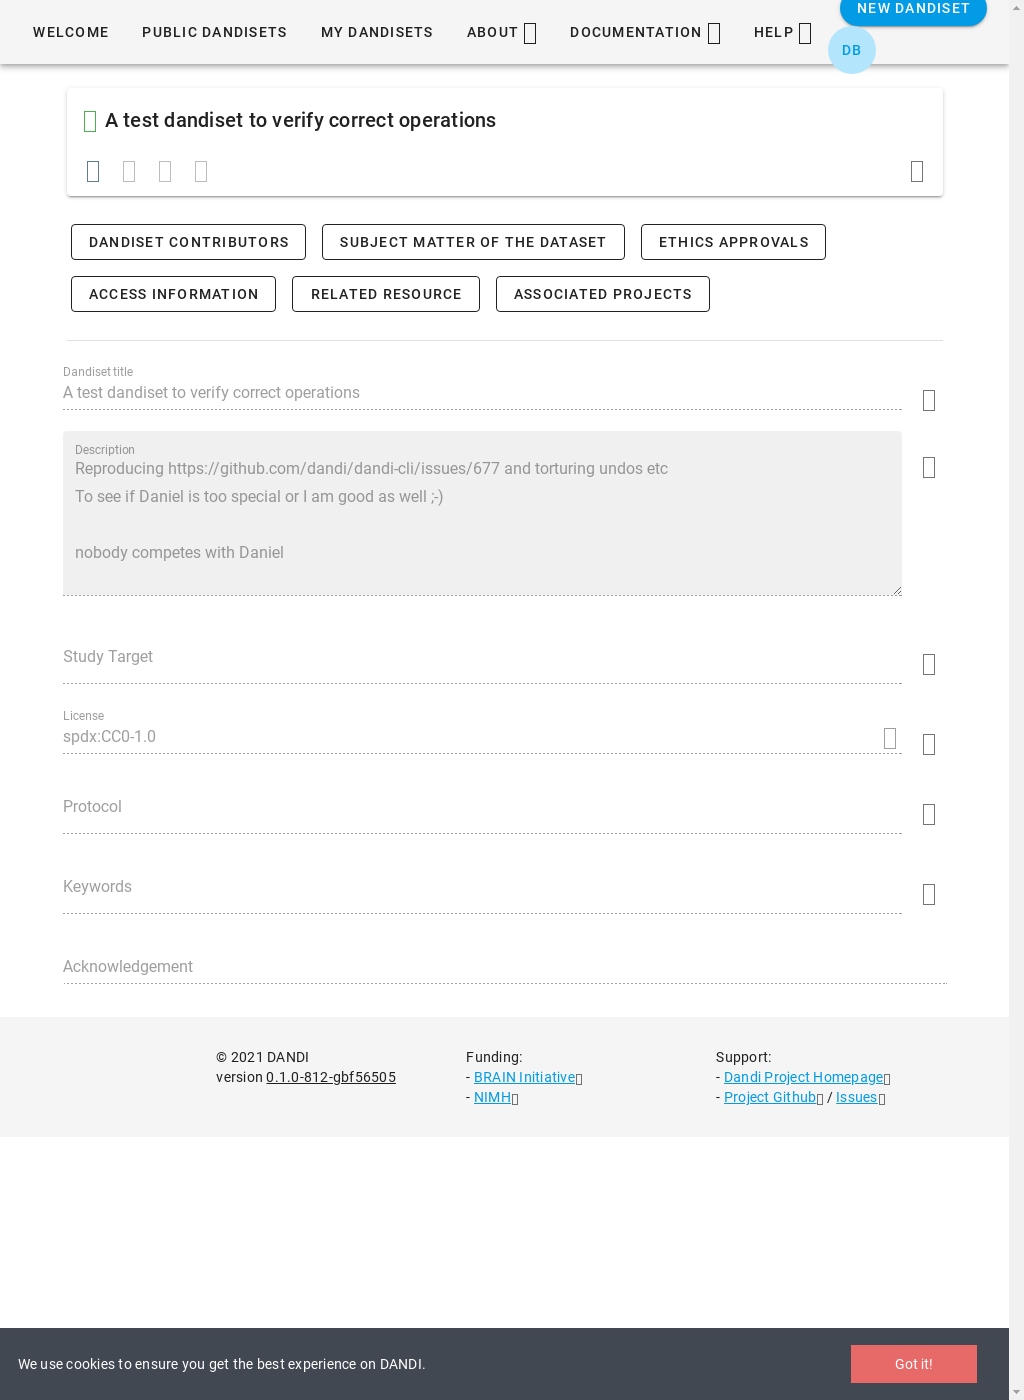 WELCOME PUBLIC DANDISETS MY DANDISETS ABOUT DOCUMENTATION HELP NEW DANDISET
DB
A test dandiset to verify correct operations
DANDISET CONTRIBUTORS SUBJECT MATTER OF THE DATASET ETHICS APPROVALS
ACCESS INFORMATION RELATED RESOURCE ASSOCIATED PROJECTS
Dandiset title
A test dandiset to verify correct operations
Description
Reproducing https://github.com/dandi/dandi-cli/issues/677 and torturing undos etc
To see if Daniel is too special or I am good as well ;-)
nobody competes with Daniel
Study Target
License
spdx:CC0-1.0
Protocol
Keywords
Acknowledgement
© 2021 DANDI
version 0.1.0-812-gbf56505
Funding:
- BRAIN Initiative
- NIMH
Support:
- Dandi Project Homepage
- Project Github / Issues
We use cookies to ensure you get the best experience on DANDI. Got it!